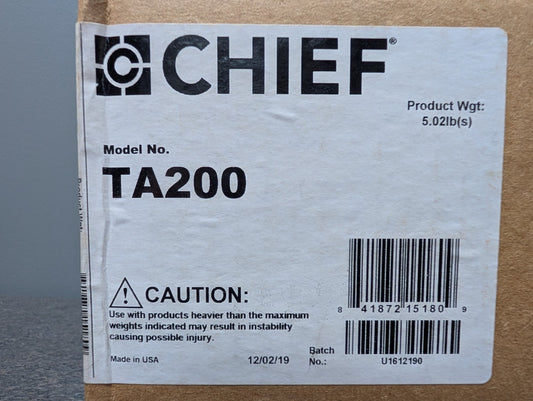 CHIEF®
Product Wgt:
5.02lb(s)
Model No.
TA200
CAUTION:
Use with products heavier than the maximum
weights indicated may result in instability
causing possible injury.
8 41872 15180 9
Made in USA
12/02/19
Batch
No.:
U1612190